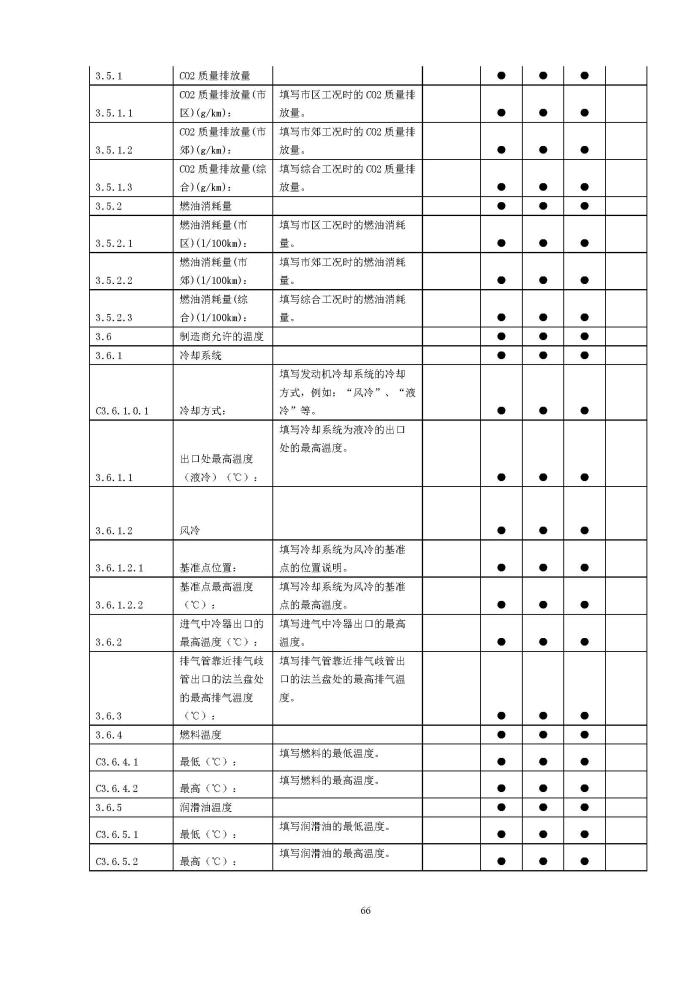 3.5.1 CO2 质量排放量 ● ● ●
CO2 质量排放量(市 填写市区工况时的 CO2 质量排
3.5.1.1 区)(g/km)： 放量。 ● ● ●
CO2 质量排放量(市 填写市郊工况时的 CO2 质量排
3.5.1.2 郊)(g/km)： 放量。 ● ● ●
CO2 质量排放量(综 填写综合工况时的 CO2 质量排
3.5.1.3 合)(g/km)： 放量。 ● ● ●
3.5.2 燃油消耗量 ● ● ●
燃油消耗量(市 填写市区工况时的燃油消耗
3.5.2.1 区)(1/100km)： 量。 ● ● ●
燃油消耗量(市 填写市郊工况时的燃油消耗
3.5.2.2 郊)(1/100km)： 量。 ● ● ●
燃油消耗量(综 填写综合工况时的燃油消耗
3.5.2.3 合)(1/100km)： 量。 ● ● ●
3.6 制造商允许的温度 ● ● ●
3.6.1 冷却系统 ● ● ●
填写发动机冷却系统的冷却
方式，例如：“风冷”、“液
C3.6.1.0.1 冷却方式： 冷”等。 ● ● ●
填写冷却系统为液冷的出口
处的最高温度。
出口处最高温度
3.6.1.1 （液冷）（℃）： ● ● ●
3.6.1.2 风冷 ● ● ●
填写冷却系统为风冷的基准
3.6.1.2.1 基准点位置： 点的位置说明。 ● ● ●
基准点最高温度 填写冷却系统为风冷的基准
3.6.1.2.2 （℃）： 点的最高温度。 ● ● ●
进气中冷器出口的 填写进气中冷器出口的最高
3.6.2 最高温度（℃）： 温度。 ● ● ●
排气管靠近排气歧 填写排气管靠近排气歧管出
管出口的法兰盘处 口的法兰盘处的最高排气温
的最高排气温度 度。
3.6.3 （℃）： ● ● ●
3.6.4 燃料温度 ● ● ●
填写燃料的最低温度。
C3.6.4.1 最低（℃）： ● ● ●
填写燃料的最高温度。
C3.6.4.2 最高（℃）： ● ● ●
3.6.5 润滑油温度 ● ● ●
填写润滑油的最低温度。
C3.6.5.1 最低（℃）： ● ● ●
填写润滑油的最高温度。
C3.6.5.2 最高（℃）： ● ● ●
66